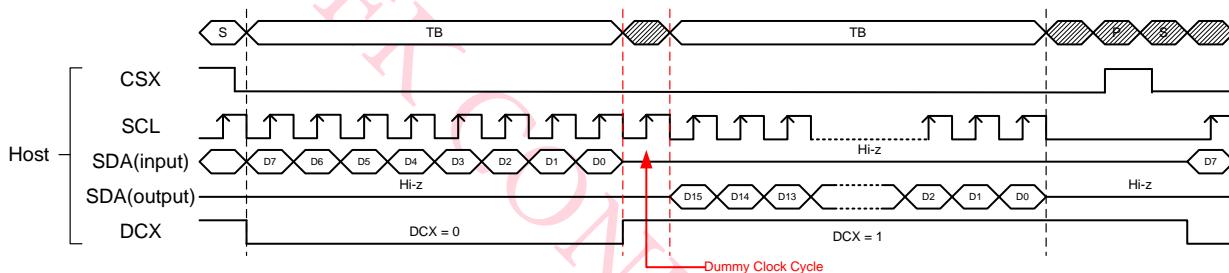 S TB TB P S
CSX
SCL
Hi-z
Host
SDA(input) D7 D6 D5 D4 D3 D2 D1 D0 D7
Hi-z Hi-z
SDA(output) D15 D14 D13 D2 D1 D0
DCX DCX = 0 DCX = 1
Dummy Clock Cycle